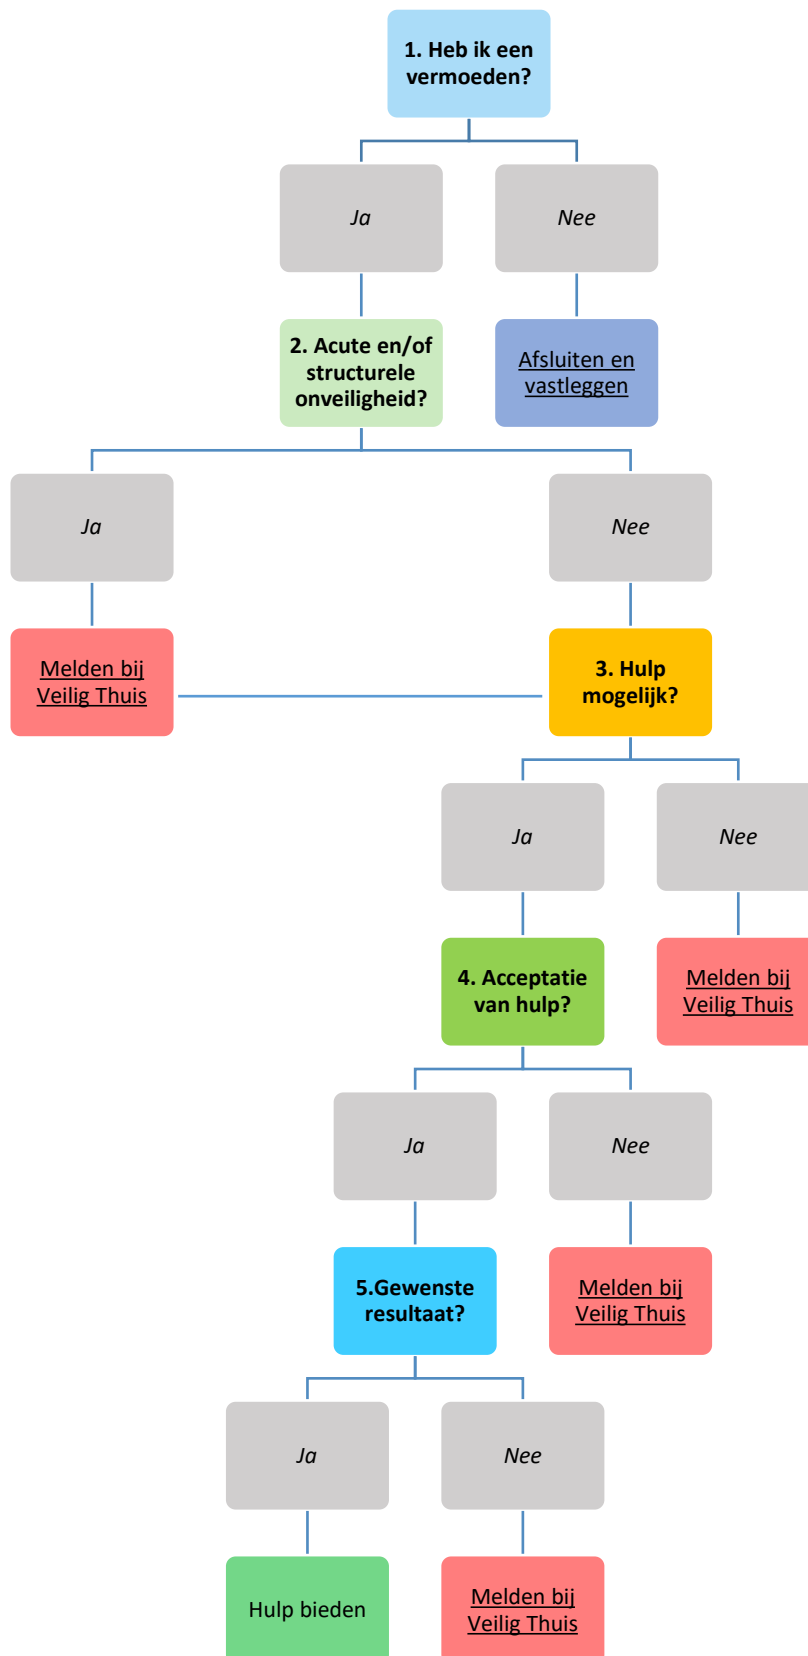 1. Heb ik een
vermoeden?
Ja
Nee
2. Acute en/of
structurele
onveiligheid?
Afsluiten en
vastleggen
Ja
Nee
Melden bij
Veilig Thuis
3. Hulp
mogelijk?
Ja
Nee
4. Acceptatie
van hulp?
Melden bij
Veilig Thuis
Ja
Nee
5.Gewenste
resultaat?
Melden bij
Veilig Thuis
Ja
Nee
Hulp bieden
Melden bij
Veilig Thuis